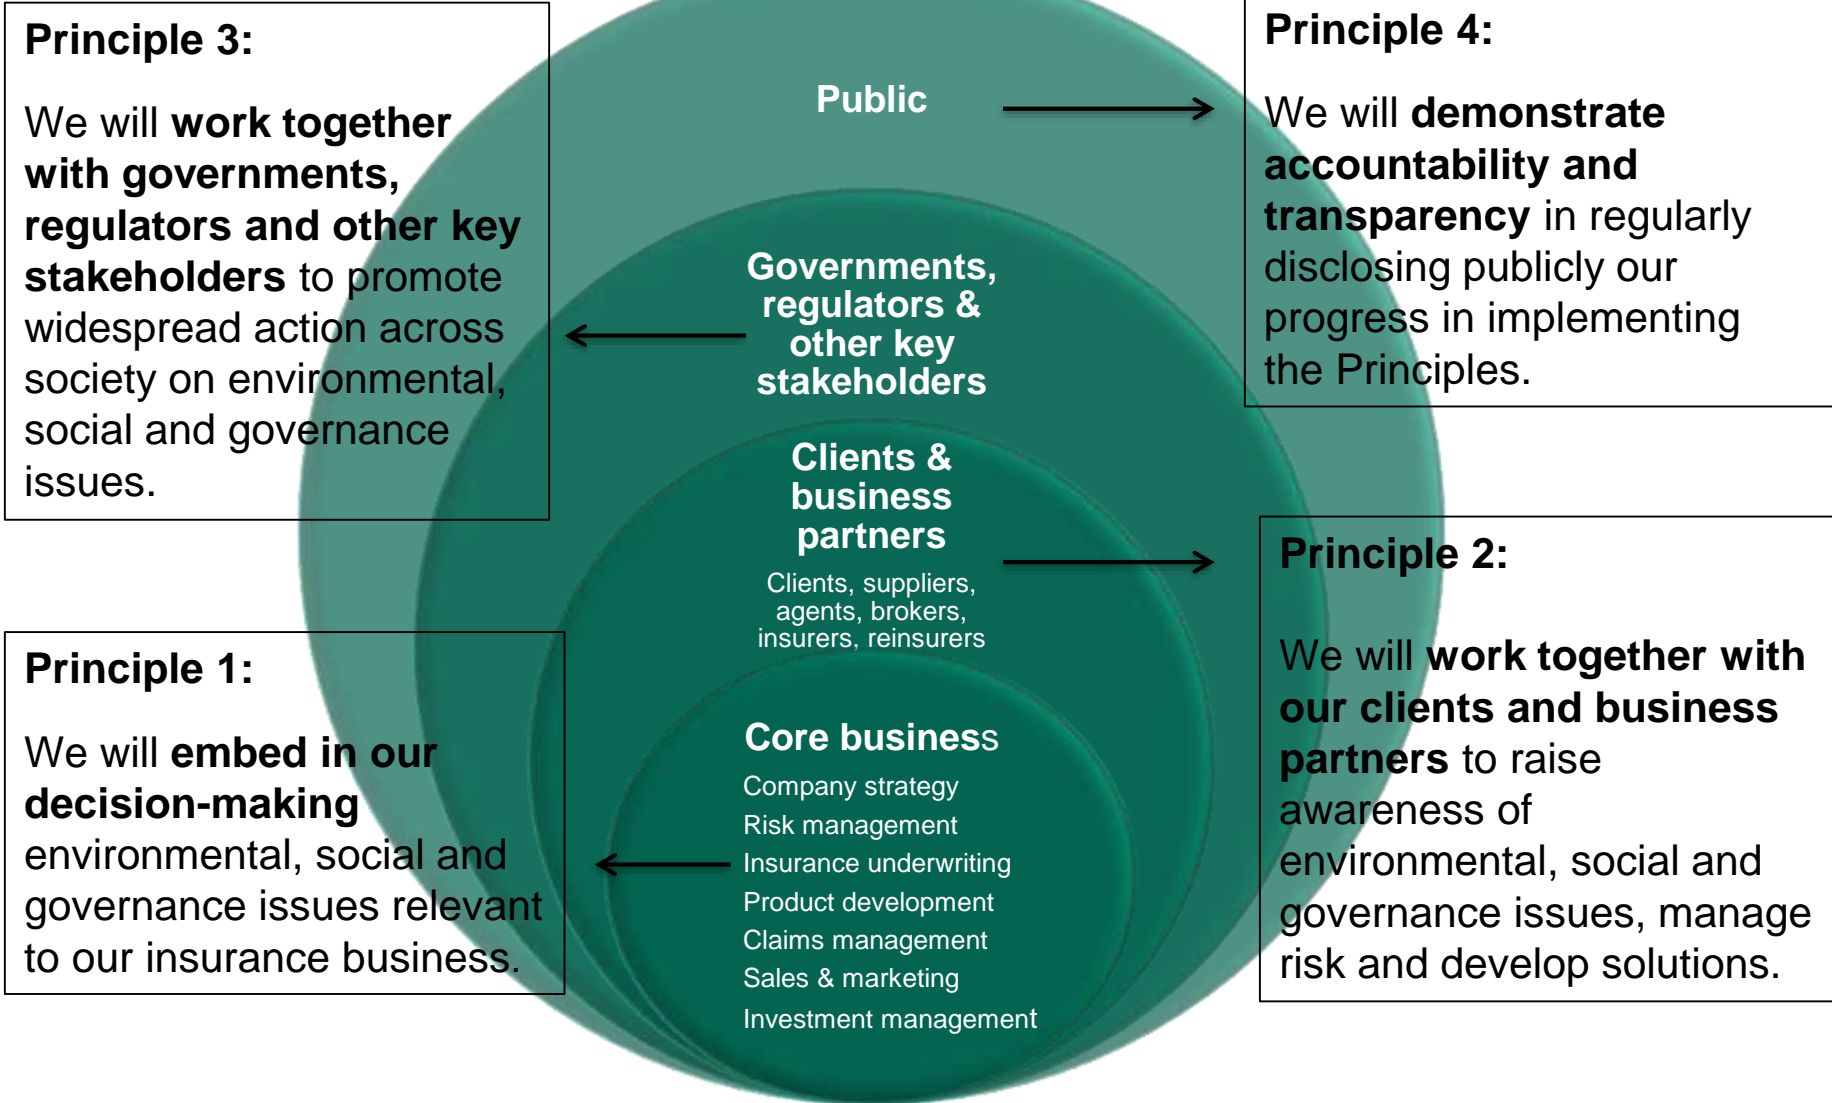 Principle 3:
We will work together
with governments,
regulators and other key
stakeholders to promote
widespread action across
society on environmental,
social and governance
issues.
Public
Principle 4:
We will demonstrate
accountability and
transparency in regularly
disclosing publicly our
progress in implementing
the Principles.
Governments,
regulators &
other key
stakeholders
Clients &
business
partners
Clients, suppliers,
agents, brokers,
insurers, reinsurers
Principle 1:
We will embed in our
decision-making
environmental, social and
governance issues relevant
to our insurance business.
Core business
Company strategy
Risk management
Insurance underwriting
Product development
Claims management
Sales & marketing
Investment management
Principle 2:
We will work together with
our clients and business
partners to raise
awareness of
environmental, social and
governance issues, manage
risk and develop solutions.